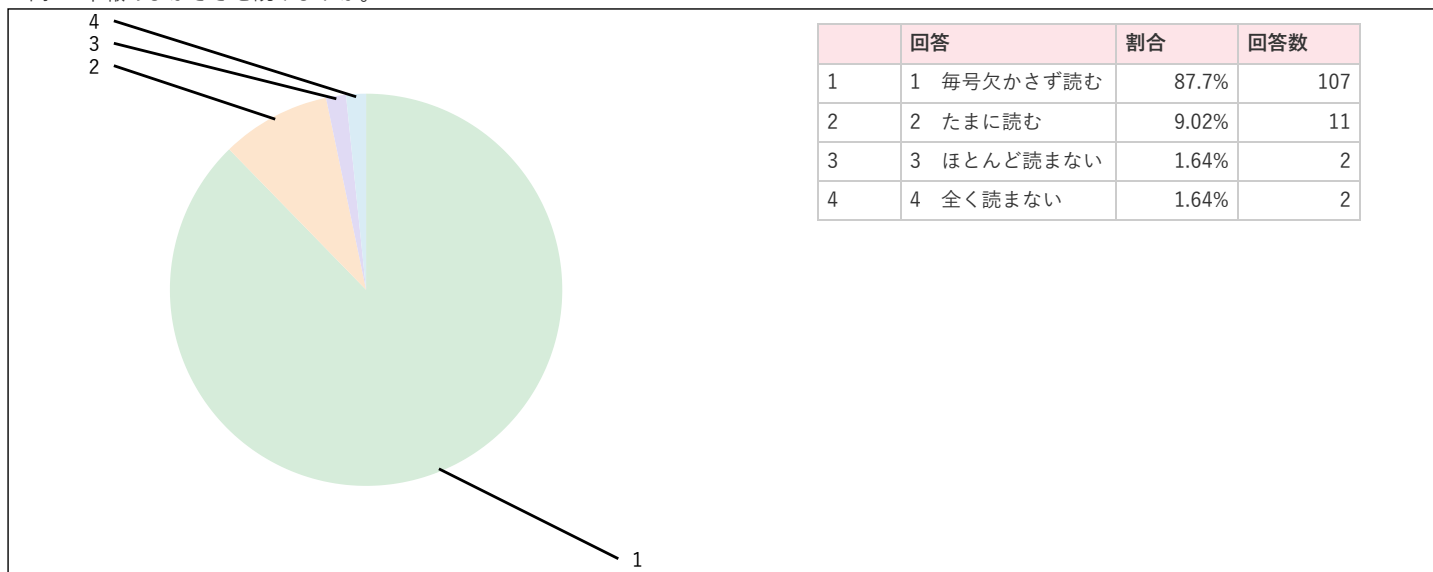 4
3
2
1
回答 割合 回答数
1 1 毎号欠かさず読む 87.7% 107
2 2 たまに読む 9.02% 11
3 3 ほとんど読まない 1.64% 2
4 4 全く読まない 1.64% 2